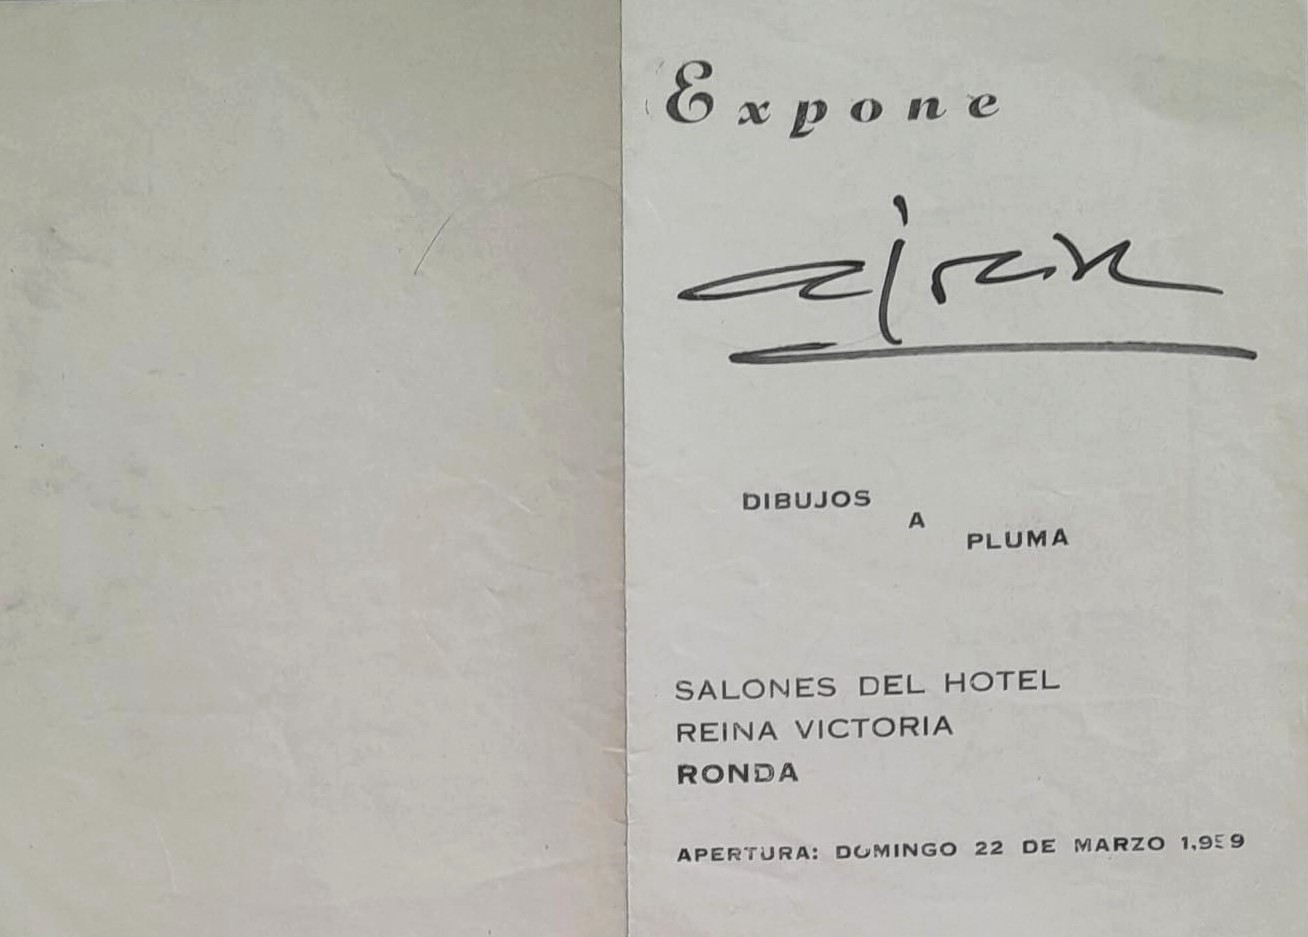 Expone
DIBUJOS
A
PLUMA
SALONES DEL HOTEL
REINA VICTORIA
RONDA
APERTURA: DOMINGO 22 DE MARZO 1.959